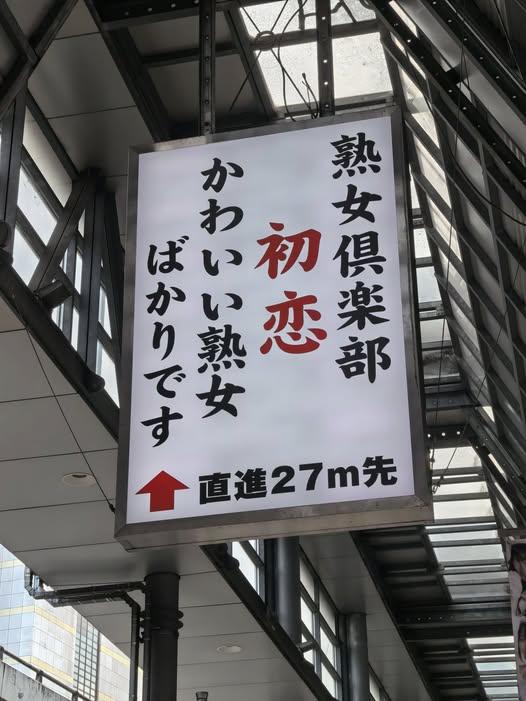 熟女倶楽部
初恋
かわいい熟女
ばかりです
直進27m先